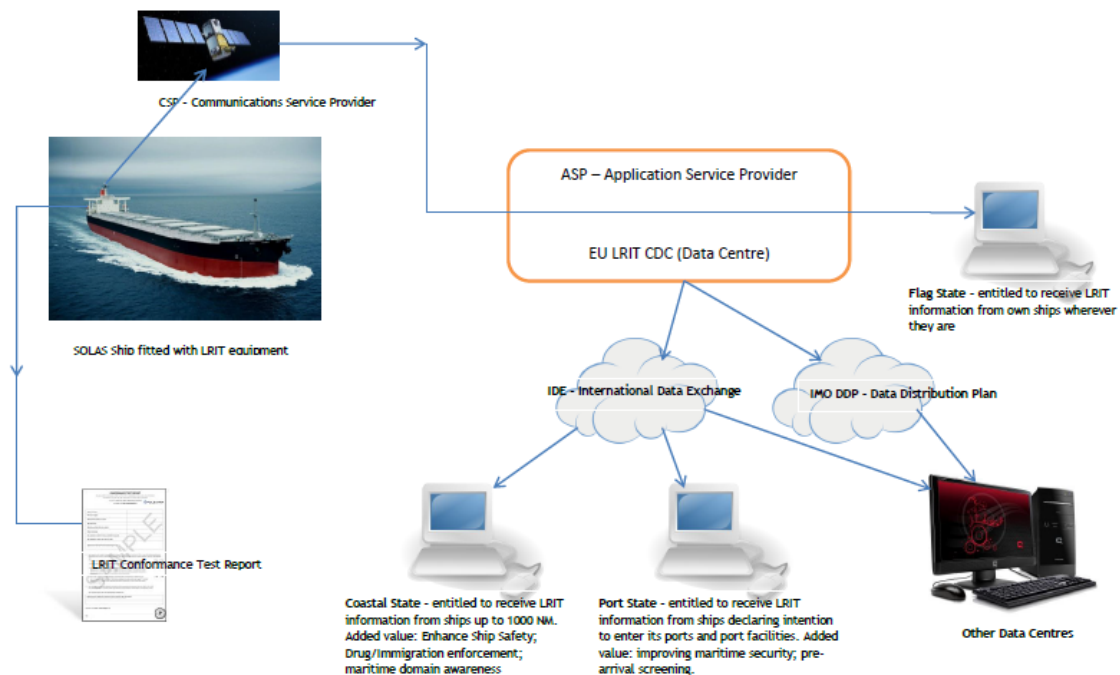 CSP - Communications Service Provider
ASP – Application Service Provider
EU LRIT CDC (Data Centre)
Flag State - entitled to receive LRIT
information from own ships wherever
they are
SOLAS Ship fitted with LRIT equipment
IDE - International Data Exchange
IMO DDP - Data Distribution Plan
SAMPLE
LRIT Conformance Test Report
Coastal State - entitled to receive LRIT
information from ships up to 1000 NM.
Added value: Enhance Ship Safety;
Drug/Immigration enforcement;
maritime domain awareness
Port State - entitled to receive LRIT
information from ships declaring intention
to enter its ports and port facilities. Added
value: improving maritime security; pre-
arrival screening.
Other Data Centres